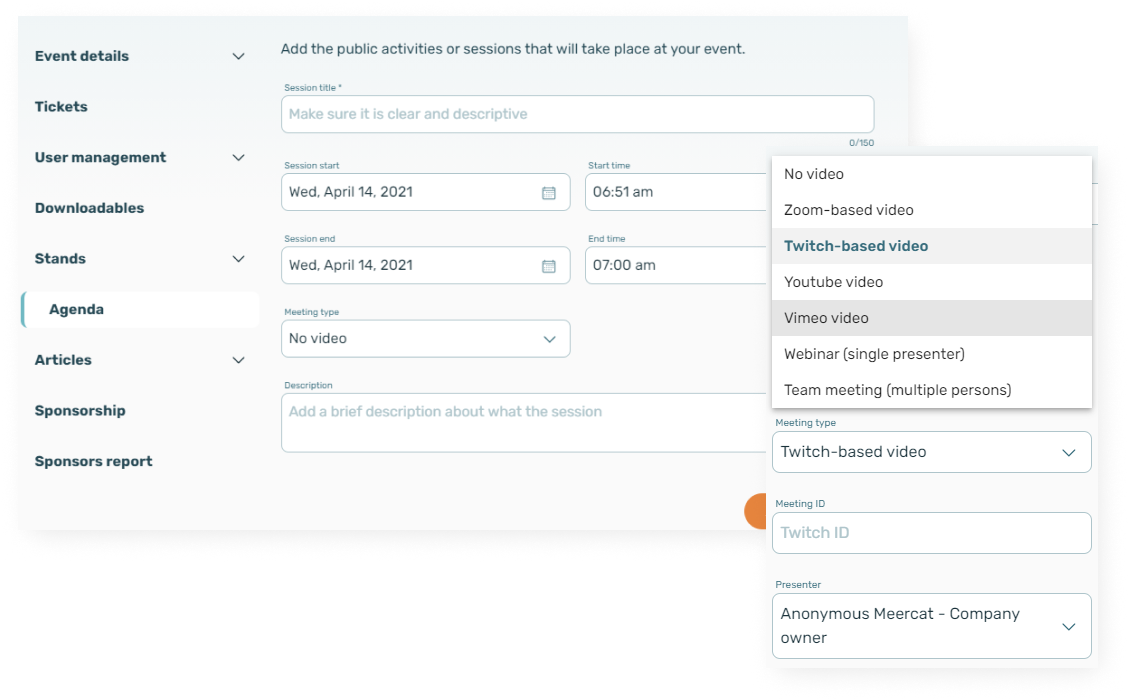 Event details
Tickets
User management
Downloadables
Stands
Agenda
Articles
Sponsorship
Sponsors report
Add the public activities or sessions that will take place at your event.
Session title *
Make sure it is clear and descriptive
0/150
Session start
Wed, April 14, 2021
Start time
06:51 am
Session end
Wed, April 14, 2021
End time
07:00 am
Meeting type
No video
Description
Add a brief description about what the session
No video
Zoom-based video
Twitch-based video
Youtube video
Vimeo video
Webinar (single presenter)
Team meeting (multiple persons)
Meeting type
Twitch-based video
Meeting ID
Twitch ID
Presenter
Anonymous Meercat - Company
owner